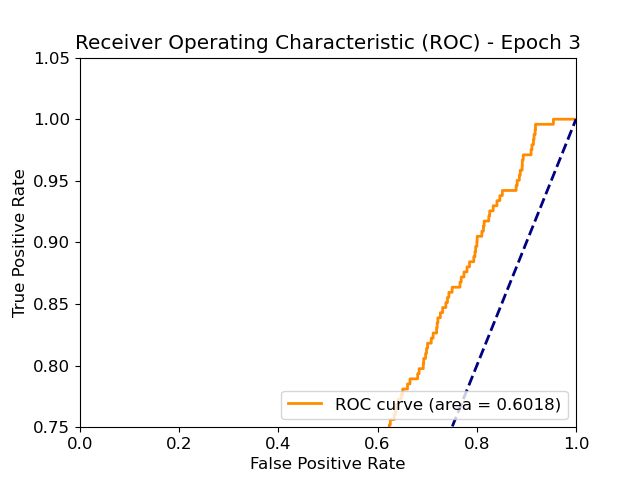 Receiver Operating Characteristic (ROC) - Epoch 3
1.05
1.00
0.95
0.90
0.85
0.80
0.75
True Positive Rate
ROC curve (area = 0.6018)
0.0 0.2 0.4 0.6 0.8 1.0
False Positive Rate